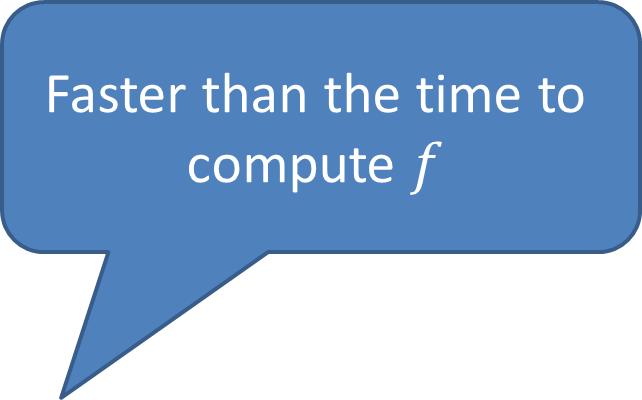 Faster than the time to
compute 𝑓